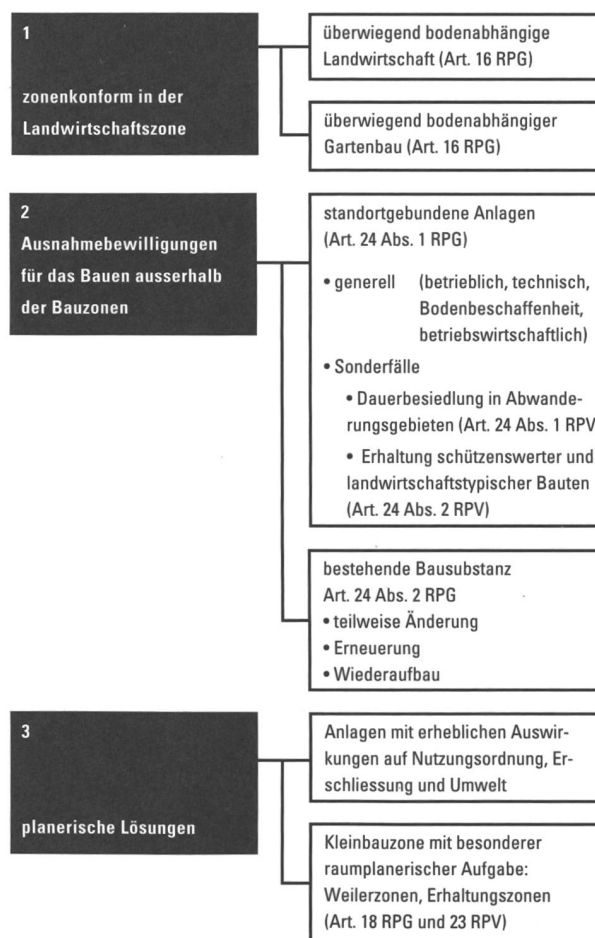 1
zonenkonform in der
Landwirtschaftszone
überwiegend bodenabhängige
Landwirtschaft (Art. 16 RPG)
überwiegend bodenabhängiger
Gartenbau (Art. 16 RPG)
2
Ausnahmebewilligungen
für das Bauen ausserhalb
der Bauzonen
standortgebundene Anlagen
(Art. 24 Abs. 1 RPG)
• generell (betrieblich, technisch,
Bodenbeschaffenheit,
betriebswirtschaftlich)
• Sonderfälle
• Dauerbesiedlung in Abwande-
rungsgebieten (Art. 24 Abs. 1 RPV
• Erhaltung schützenswerter und
landwirtschaftstypischer Bauten
(Art. 24 Abs. 2 RPV)
bestehende Bausubstanz
Art. 24 Abs. 2 RPG
• teilweise Änderung
• Erneuerung
• Wiederaufbau
3
planerische Lösungen
Anlagen mit erheblichen Auswir-
kungen auf Nutzungsordnung, Er-
schliessung und Umwelt
Kleinbauzone mit besonderer
raumplanerischer Aufgabe:
Weilerzonen, Erhaltungszonen
(Art. 18 RPG und 23 RPV)